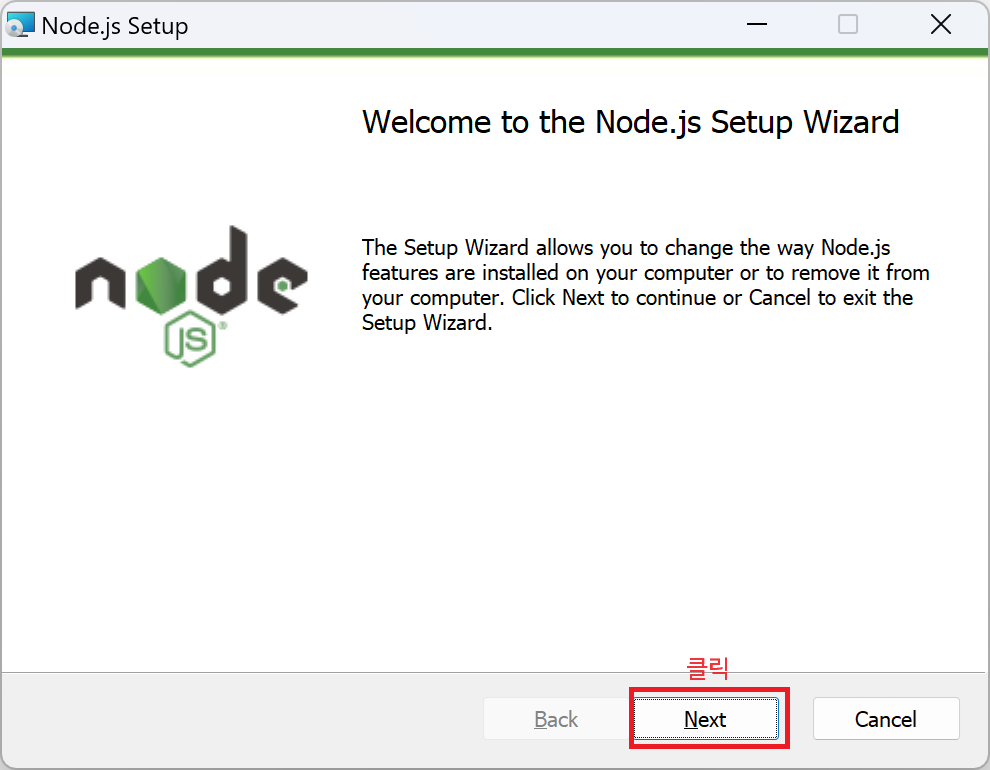 Node.js Setup
Welcome to the Node.js Setup Wizard
The Setup Wizard allows you to change the way Node.js
features are installed on your computer or to remove it from
your computer. Click Next to continue or Cancel to exit the
Setup Wizard.
node
JS®
클릭
Back Next Cancel